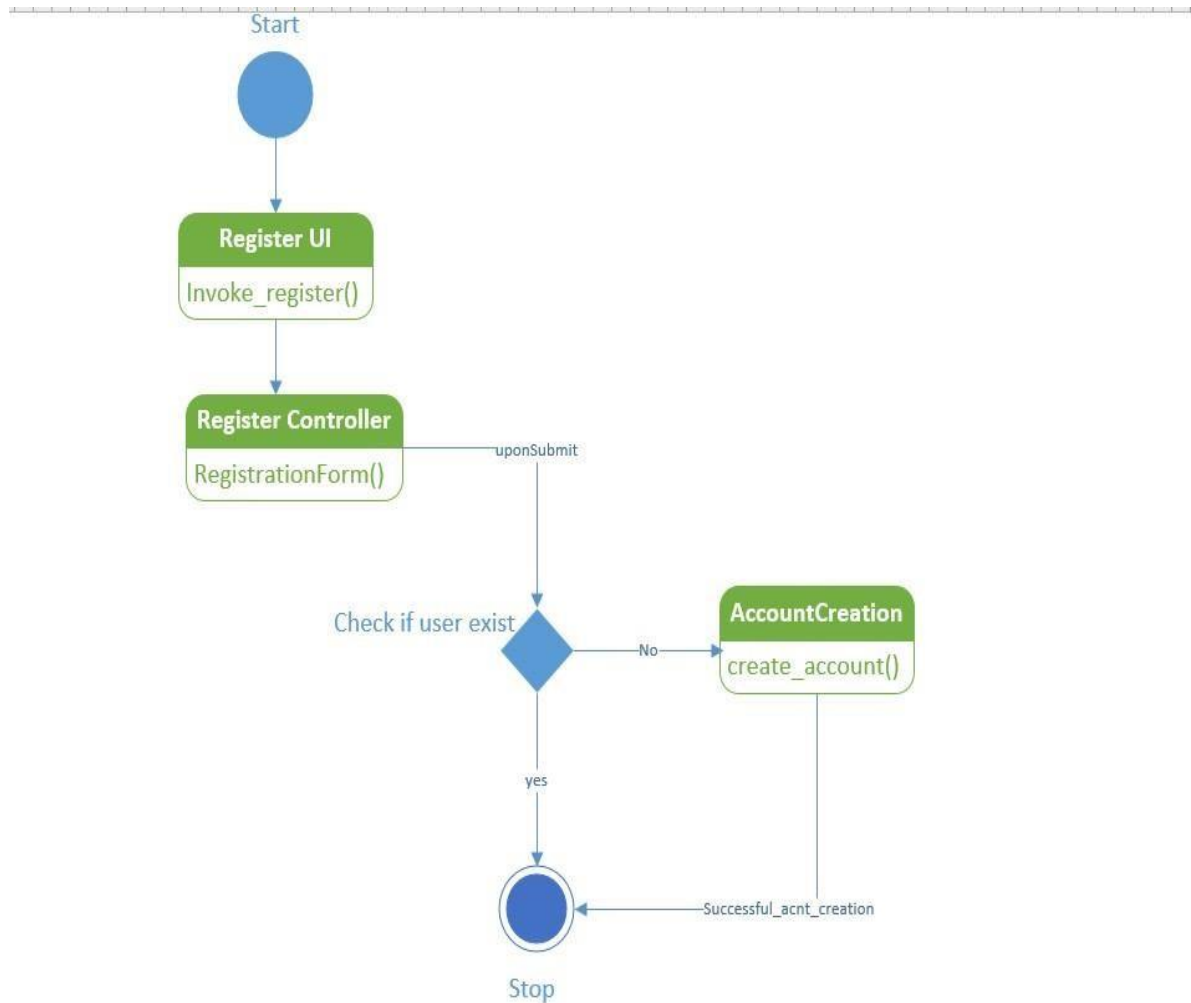 Start
Register UI
Invoke_register()
Register Controller
RegistrationForm()
uponSubmit
Check if user exist
No
AccountCreation
create_account()
yes
Successful_acnt_creation
Stop